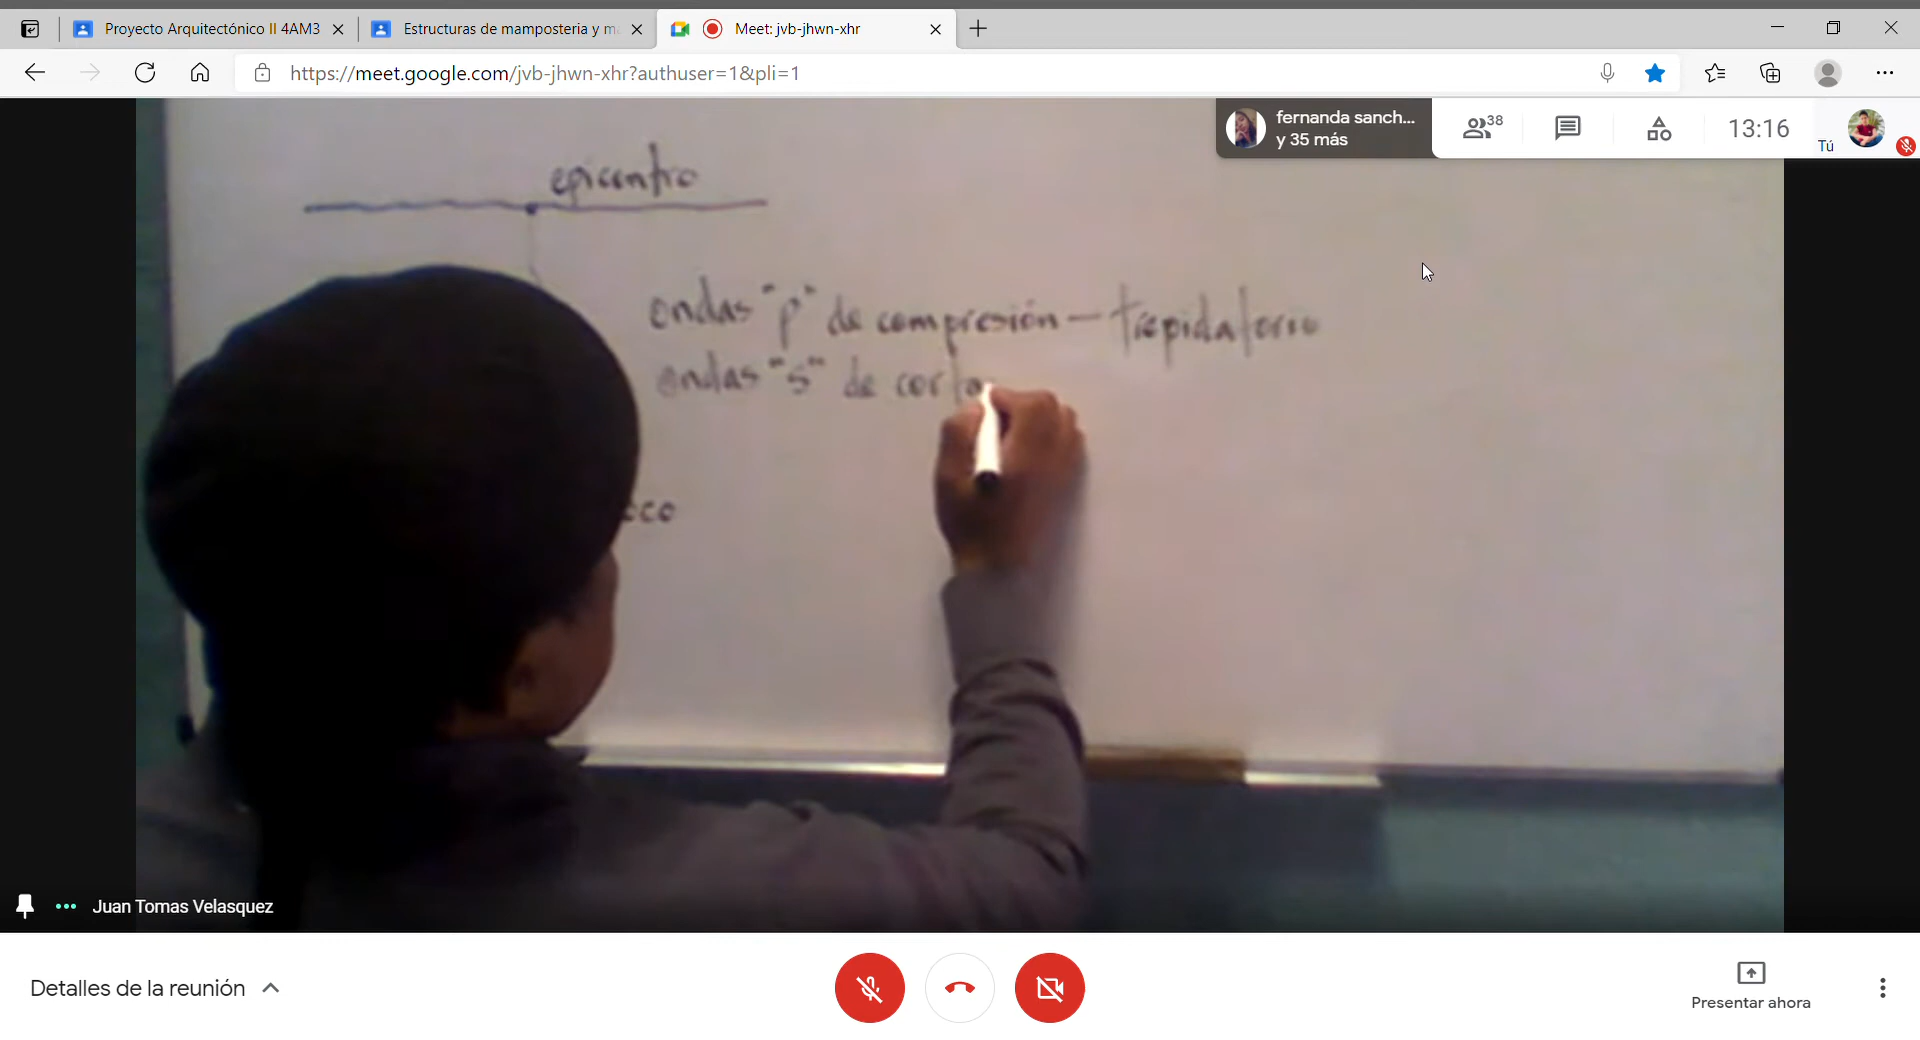 Proyecto Arquitectónico II 4AM3
Estructuras de mamposteria y m
Meet: jvb-jhwn-xhr
https://meet.google.com/jvb-jhwn-xhr?authuser=1&pli=1
fernanda sanch...
y 35 más
38
13:16
Tú
epicentro
ondas "p" de compresión — trepidatorio
ondas "s" de corta
oco
Juan Tomas Velasquez
Detalles de la reunión
Presentar ahora